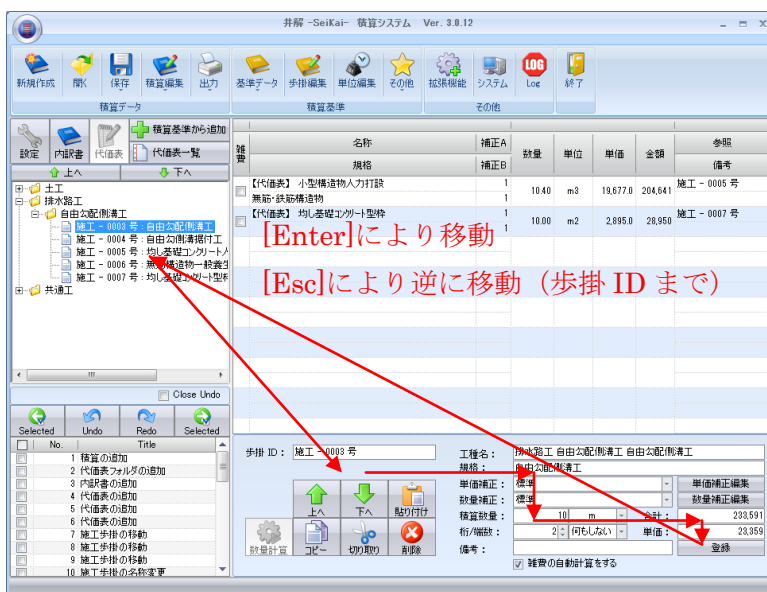 井解 -SeiKai- 積算システム Ver. 3.0.12
新規作成 開く 保存 積算編集 出力 基準データ 歩掛編集 単位編集 その他 拡張機能 システム Log 終了
LOG
積算データ 積算基準 その他
設定 内訳書 代価表
積算基準から追加
代価表一覧
上へ 下へ
土工
排水路工
自由勾配側溝工
施工 - 0003 号 : 自由勾配側溝工
施工 - 0004 号 : 自由勾配側溝据付工
施工 - 0005 号 : 均し基礎コンクリート人
施工 - 0006 号 : 無筋構造物一般養生
施工 - 0007 号 : 均し基礎コンクリート型枠
共通工
雑費 名称 補正A 数量 単位 単価 金額 参照
規格 補正B 備考
【代価表】 小型構造物人力打設 1 10.40 m3 19,677.0 204,641 施工 - 0005 号
無筋・鉄筋構造物 1
【代価表】 均し基礎コンクリート型枠 1 10.00 m2 2,895.0 28,950 施工 - 0007 号
1
[Enter]により移動
[Esc]により逆に移動（歩掛 ID まで）
Close Undo
Selected Undo Redo Selected
No. Title
1 積算の追加
2 代価表フォルダの追加
3 内訳書の追加
4 代価表の追加
5 代価表の追加
6 代価表の追加
7 施工歩掛の移動
8 施工歩掛の移動
9 施工歩掛の移動
10 施工歩掛の名称変更
歩掛 ID : 施工 - 0003 号
上へ 下へ 貼り付け
数量計算 コピー 切り取り 削除
工種名 : 排水路工 自由勾配側溝工 自由勾配側溝工
規格 : 自由勾配側溝工
単価補正 : 標準 単価補正編集
数量補正 : 標準 数量補正編集
積算数量 : 10 m 合計 : 233,591
桁/端数 : 2 何もしない 単価 : 23,359
備考 : 登録
雑費の自動計算をする